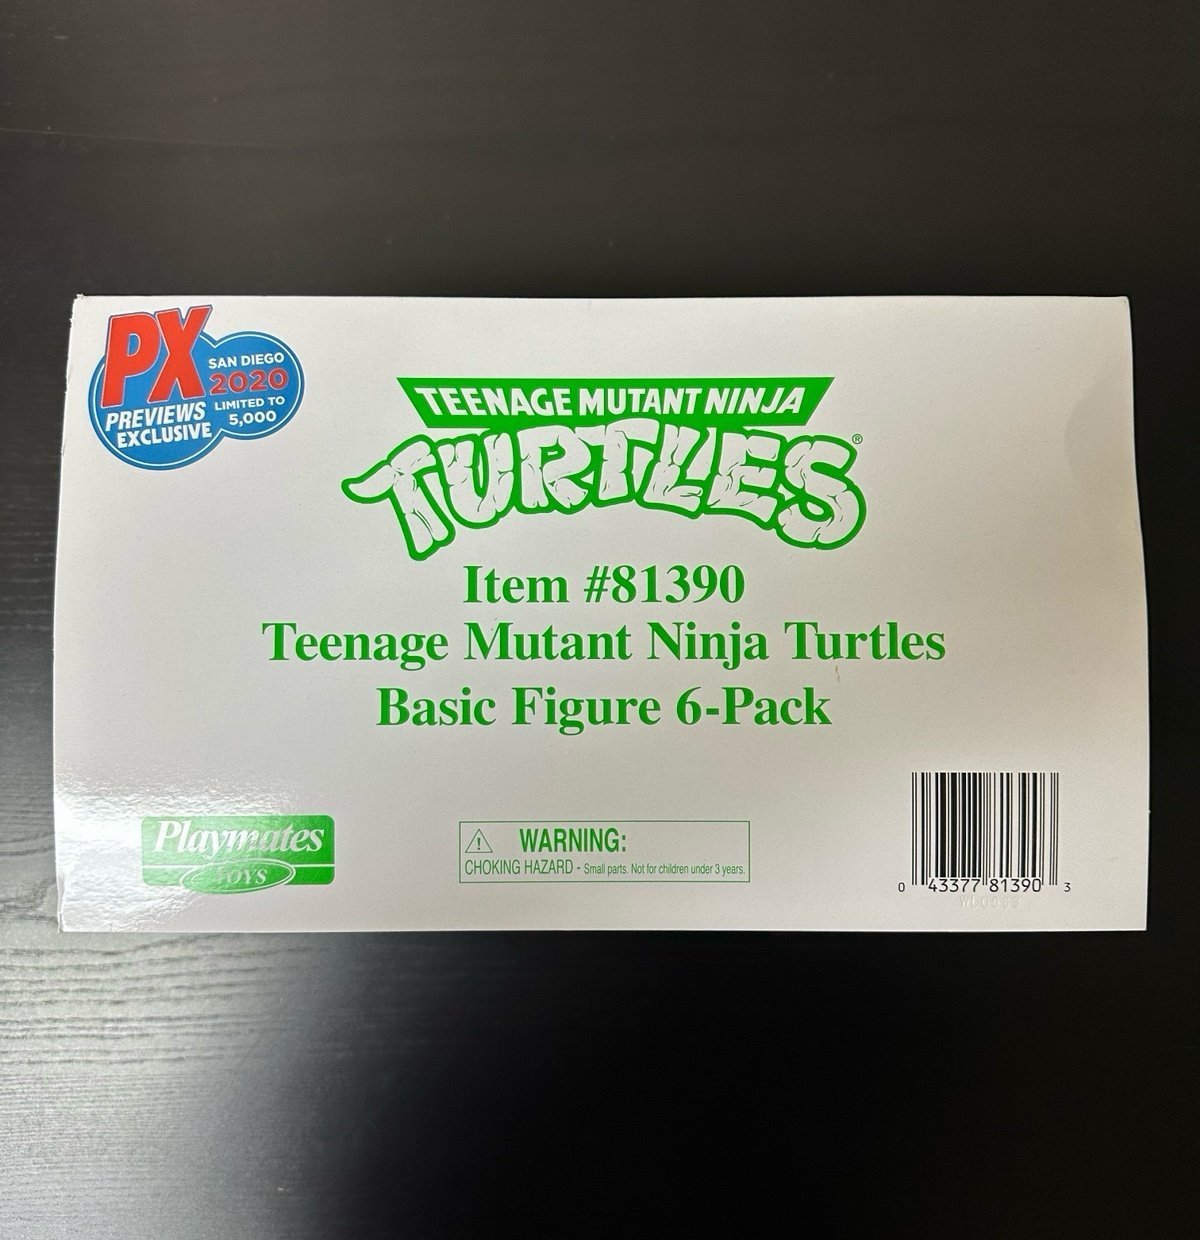 PX
PREVIEWS
EXCLUSIVE
SAN DIEGO
2020
LIMITED TO
5,000
TEENAGE MUTANT NINJA
TURTLES®
Item #81390
Teenage Mutant Ninja Turtles
Basic Figure 6-Pack
Playmates
TOYS
WARNING:
CHOKING HAZARD - Small parts. Not for children under 3 years.
0 43377 81390 3